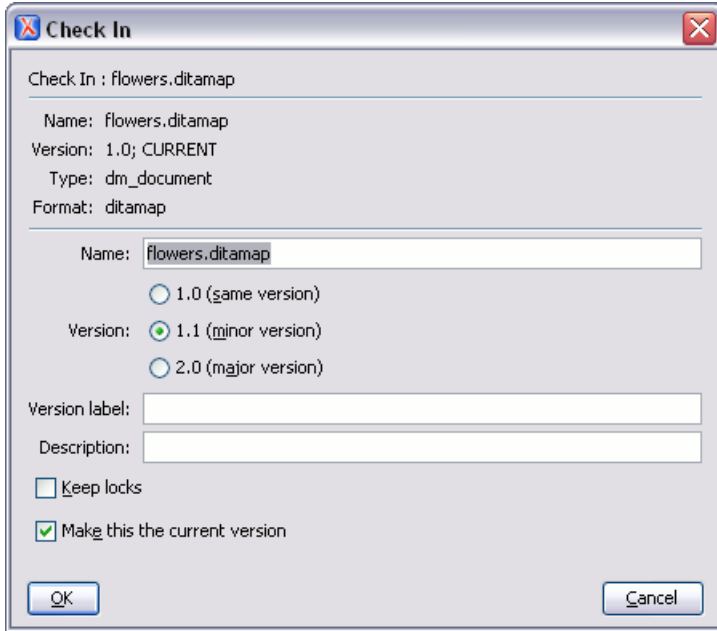 Check In
Check In : flowers.ditamap
Name: flowers.ditamap
Version: 1.0; CURRENT
Type: dm_document
Format: ditamap
Name: flowers.ditamap
1.0 (same version)
Version: 1.1 (minor version)
2.0 (major version)
Version label:
Description:
Keep locks
Make this the current version
OK Cancel